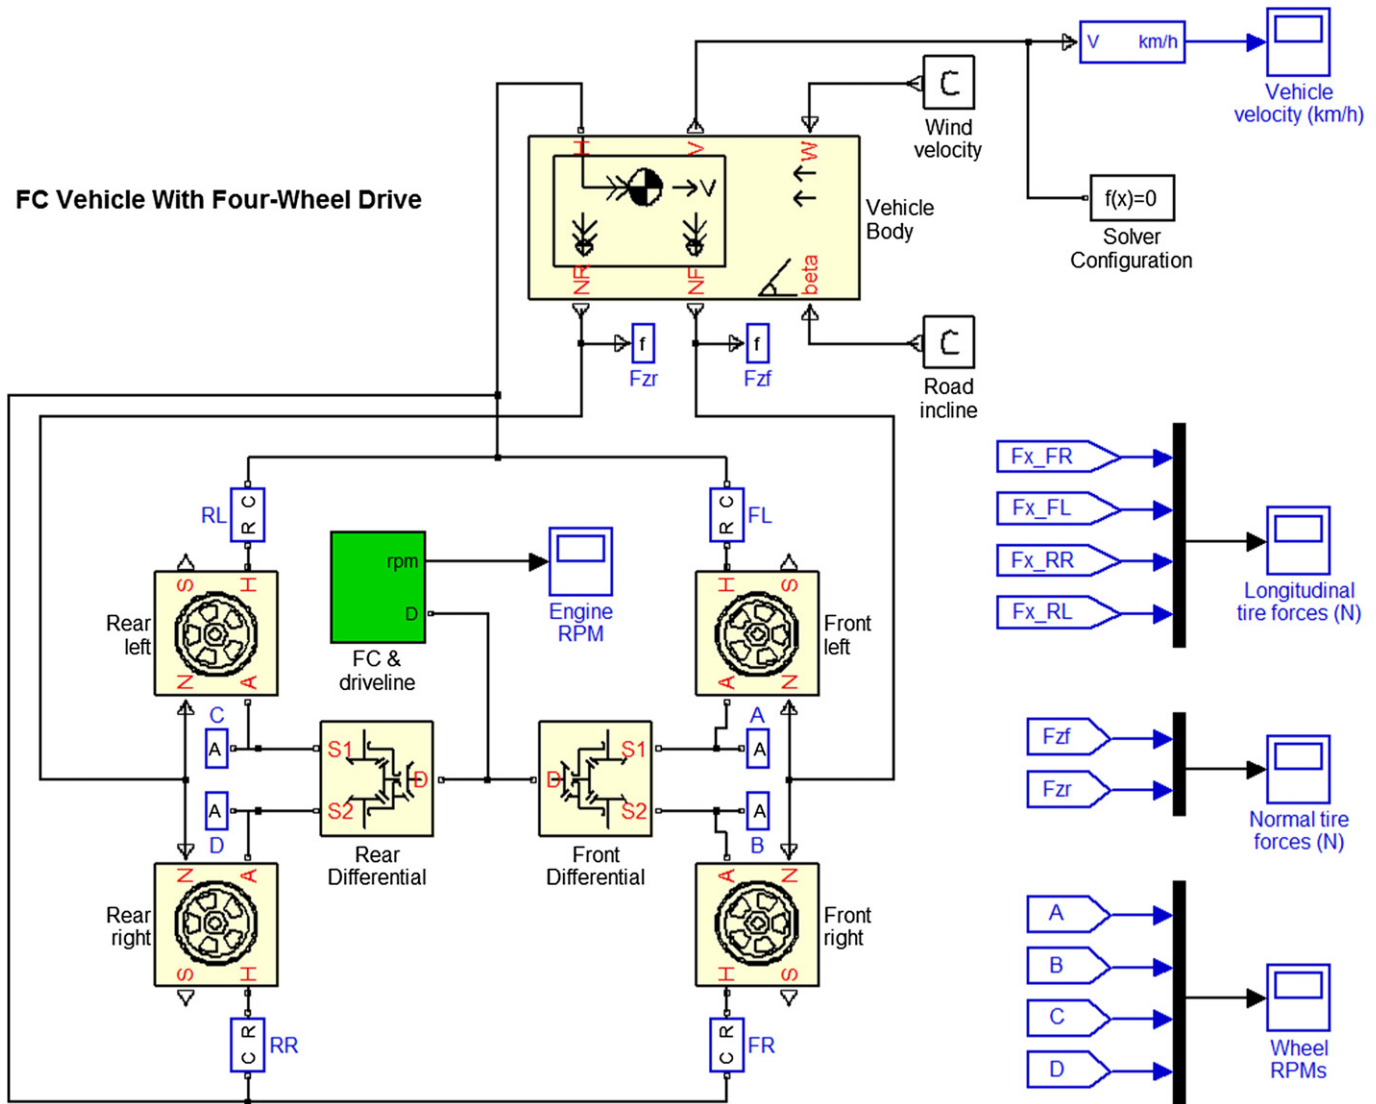 V km/h
Vehicle
velocity (km/h)
C
Wind
velocity
H V W
V
FC Vehicle With Four-Wheel Drive
Vehicle
Body
f(x)=0
Solver
Configuration
NR NF beta
f
Fzr
f
Fzf
C
Road
incline
Fx_FR
Fx_FL
Fx_RR
Fx_RL
Longitudinal
tire forces (N)
RL
R C
R C
FL
rpm
D
FC &
driveline
Engine
RPM
S H
Rear
left
N A
H S
Front
left
A N
C
A
S1
D
S2
A
D
Rear
Differential
A
S1
A
D
S2
A
B
Front
Differential
Fzf
Fzr
Normal tire
forces (N)
N A
Rear
right
S H
A N
Front
right
H S
C R
RR
C R
FR
A
B
C
D
Wheel
RPMs